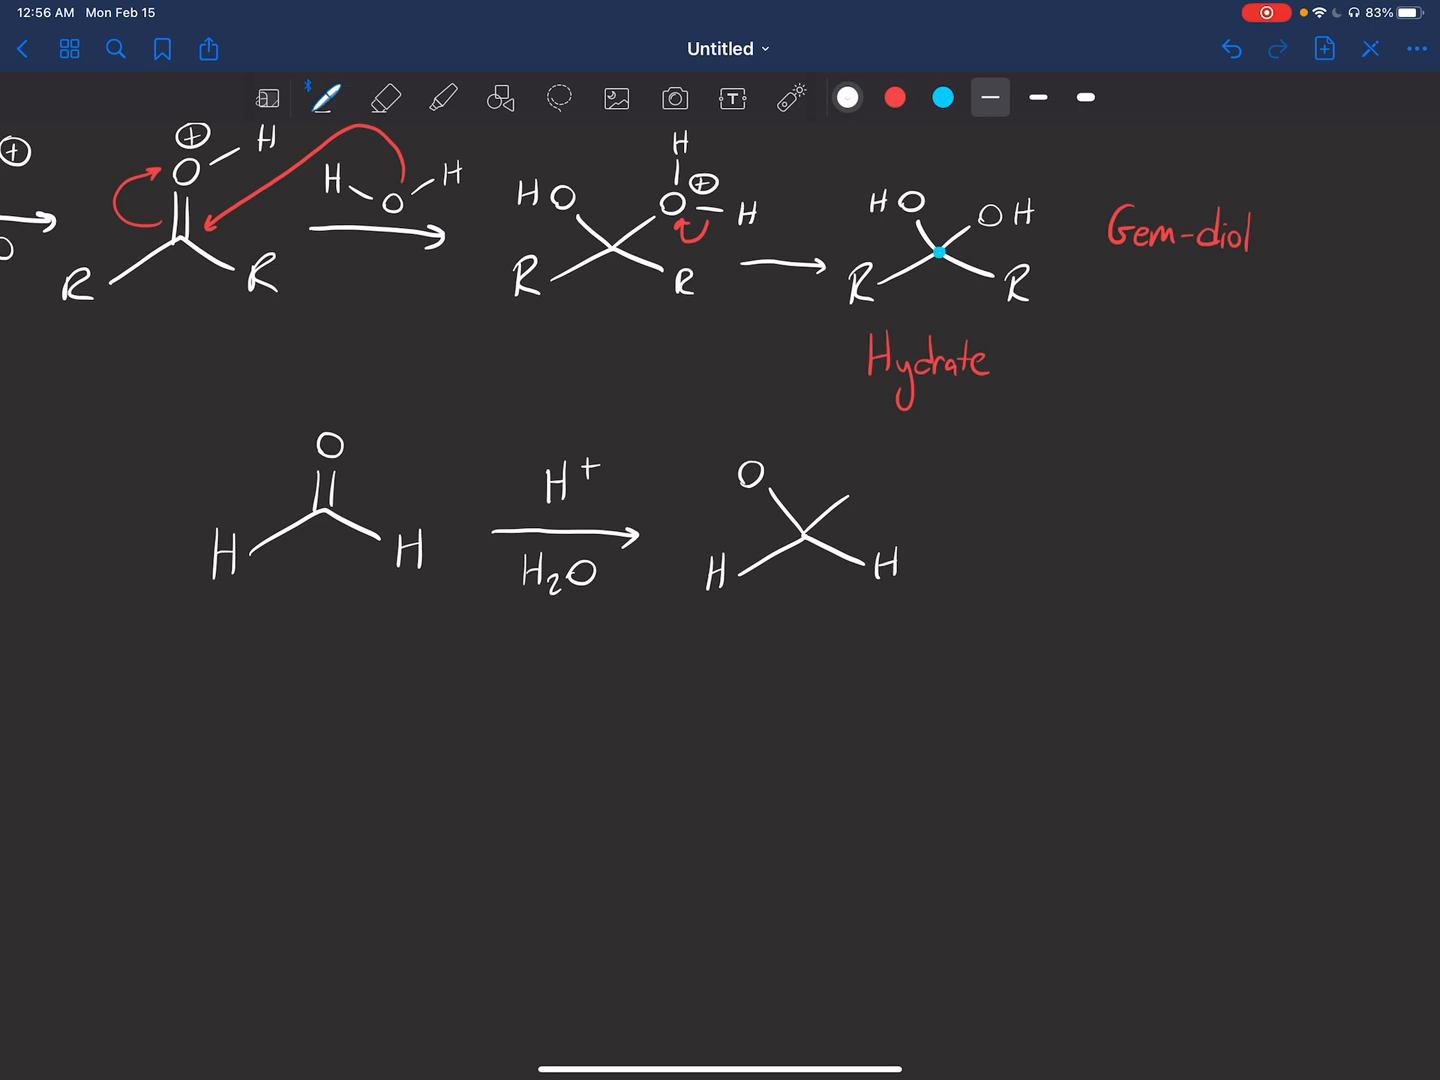 12:56 AM Mon Feb 15
83%
Untitled
T
+
O
+
H
O
R
R
H
H
O
HO
H
O
+
H
R
R
HO
OH
R
R
Gem-diol
Hydrate
O
H
H
H+
H2O
O
H
H